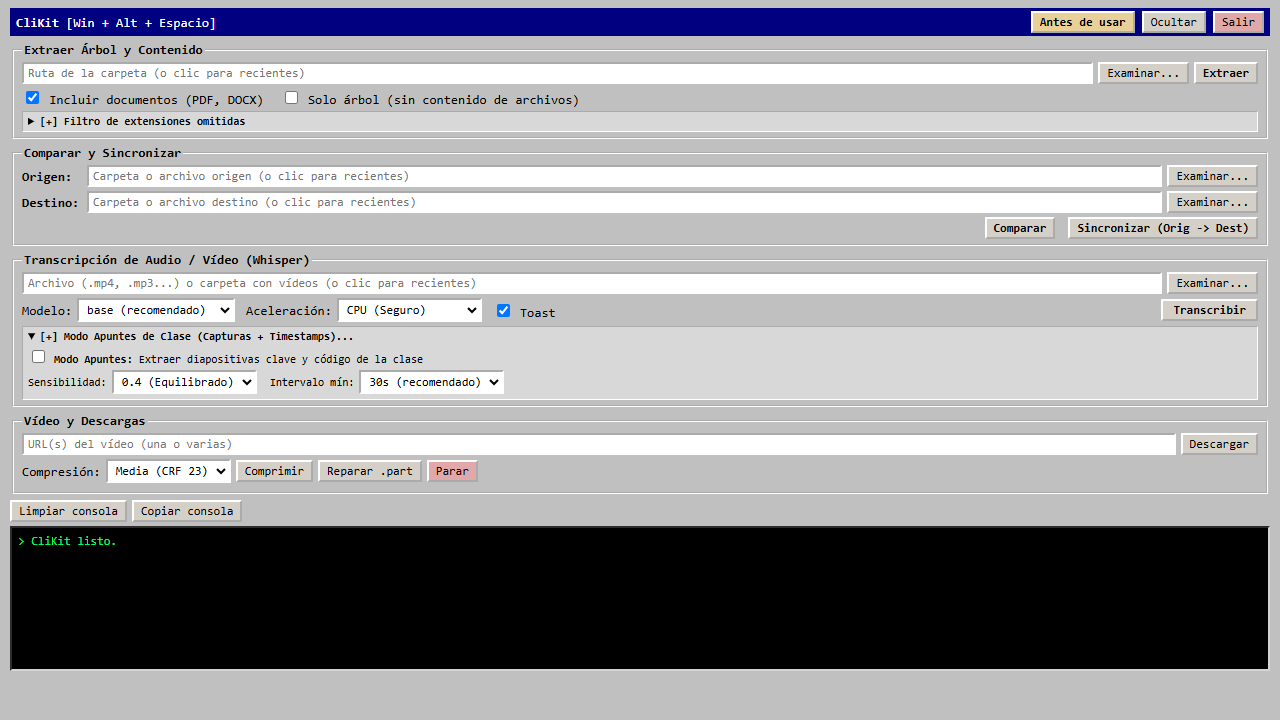 CliKit [Win + Alt + Espacio] Antes de usar Ocultar Salir
Extraer Árbol y Contenido
Ruta de la carpeta (o clic para recientes) Examinar... Extraer
Incluir documentos (PDF, DOCX) Solo árbol (sin contenido de archivos)
[+] Filtro de extensiones omitidas
Comparar y Sincronizar
Origen: Carpeta o archivo origen (o clic para recientes) Examinar...
Destino: Carpeta o archivo destino (o clic para recientes) Examinar...
Comparar Sincronizar (Orig -> Dest)
Transcripción de Audio / Vídeo (Whisper)
Archivo (.mp4, .mp3...) o carpeta con vídeos (o clic para recientes) Examinar...
Modelo: base (recomendado) Aceleración: CPU (Seguro) Toast Transcribir
[+] Modo Apuntes de Clase (Capturas + Timestamps)...
Modo Apuntes: Extraer diapositivas clave y código de la clase
Sensibilidad: 0.4 (Equilibrado) Intervalo mín: 30s (recomendado)
Vídeo y Descargas
URL(s) del vídeo (una o varias) Descargar
Compresión: Media (CRF 23) Comprimir Reparar .part Parar
Limpiar consola Copiar consola
> CliKit listo.